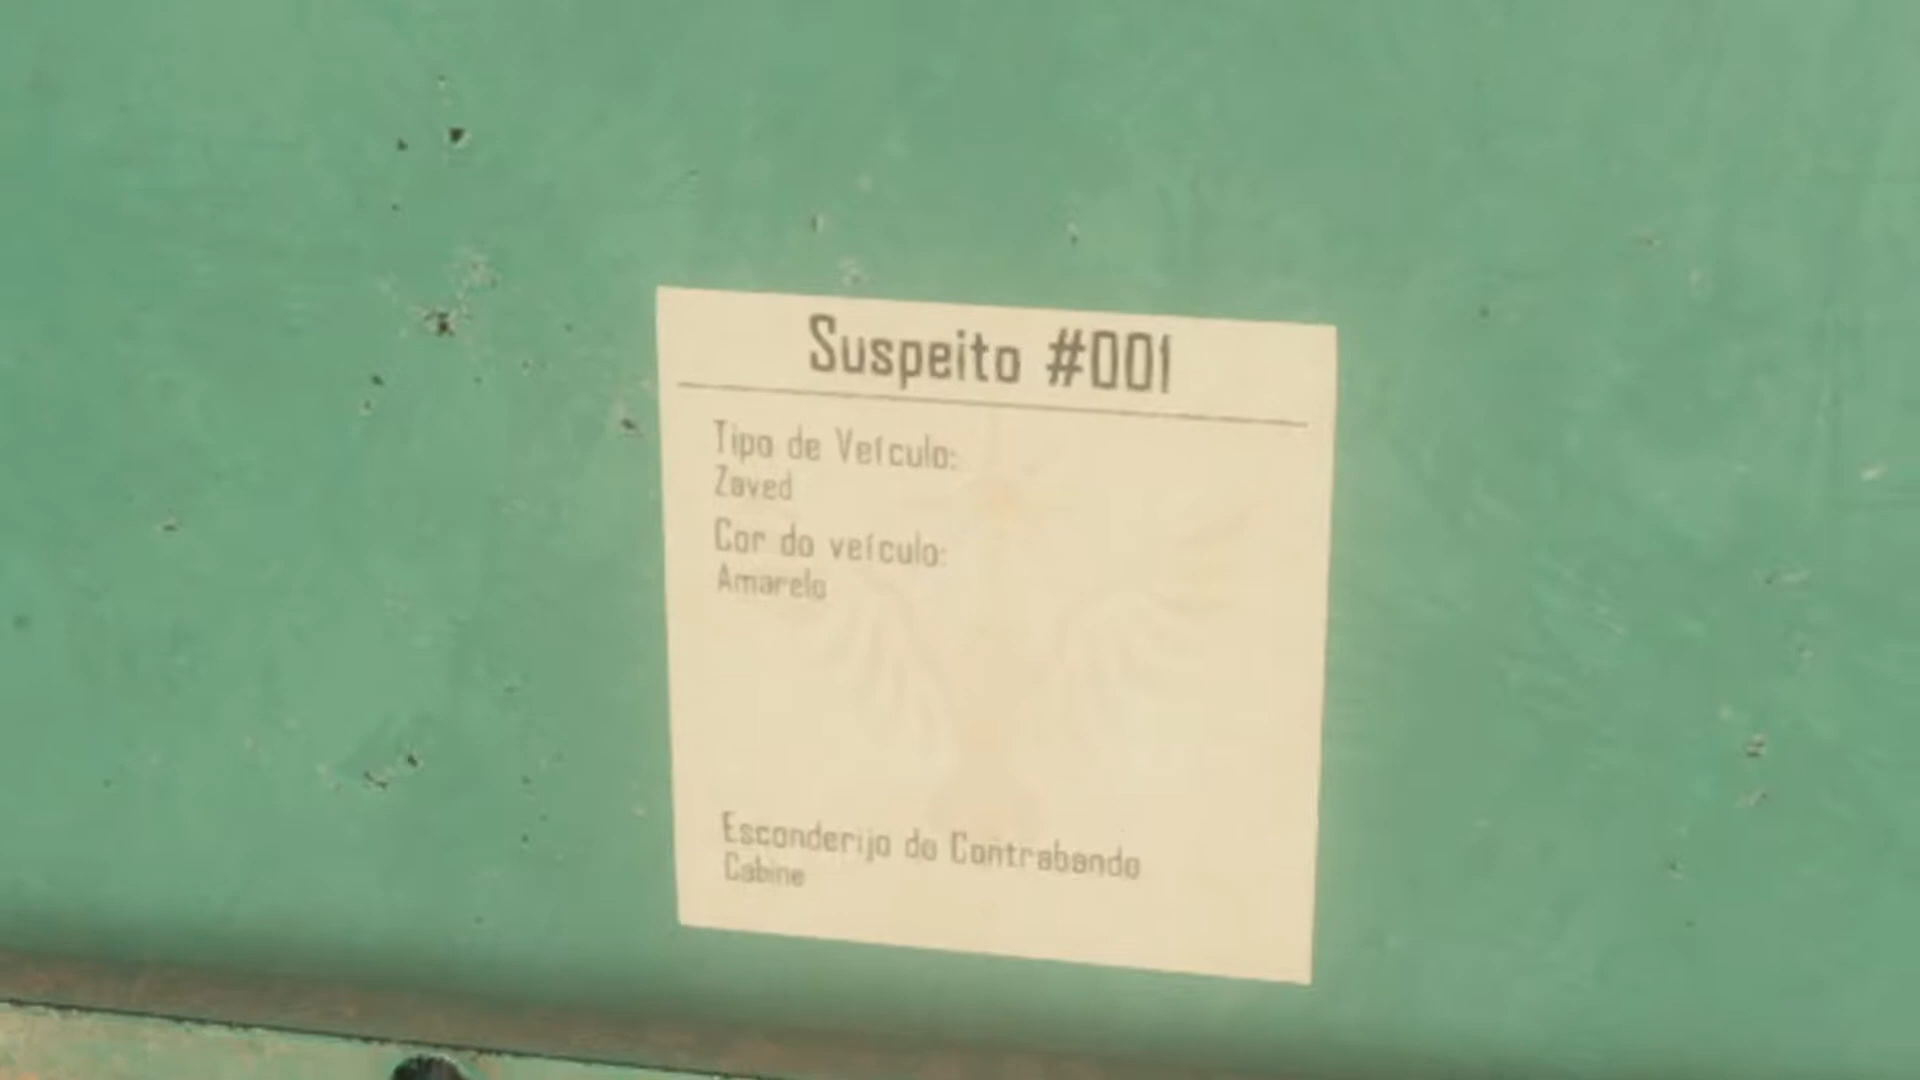 Suspeito #001
Tipo de Veículo:
Zaved
Cor do veículo:
Amarelo
Esconderijo do Contrabando
Cabine